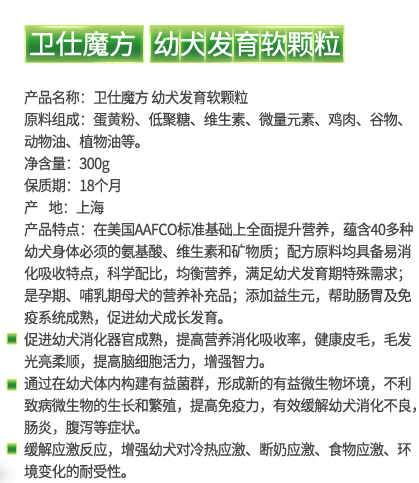 卫仕魔方 幼犬发育软颗粒
产品名称：卫仕魔方 幼犬发育软颗粒
原料组成：蛋黄粉、低聚糖、维生素、微量元素、鸡肉、谷物、
动物油、植物油等。
净含量：300g
保质期：18个月
产 地：上海
产品特点：在美国AAFCO标准基础上全面提升营养，蕴含40多种
幼犬身体必须的氨基酸、维生素和矿物质；配方原料均具备易消
化吸收特点，科学配比，均衡营养，满足幼犬发育期特殊需求；
是孕期、哺乳期母犬的营养补充品；添加益生元，帮助肠胃及免
疫系统成熟，促进幼犬成长发育。
促进幼犬消化器官成熟，提高营养消化吸收率，健康皮毛，毛发
光亮柔顺，提高脑细胞活力，增强智力。
通过在幼犬体内构建有益菌群，形成新的有益微生物坏境，不利
致病微生物的生长和繁殖，提高免疫力，有效缓解幼犬消化不良，
肠炎，腹泻等症状。
缓解应激反应，增强幼犬对冷热应激、断奶应激、食物应激、环
境变化的耐受性。